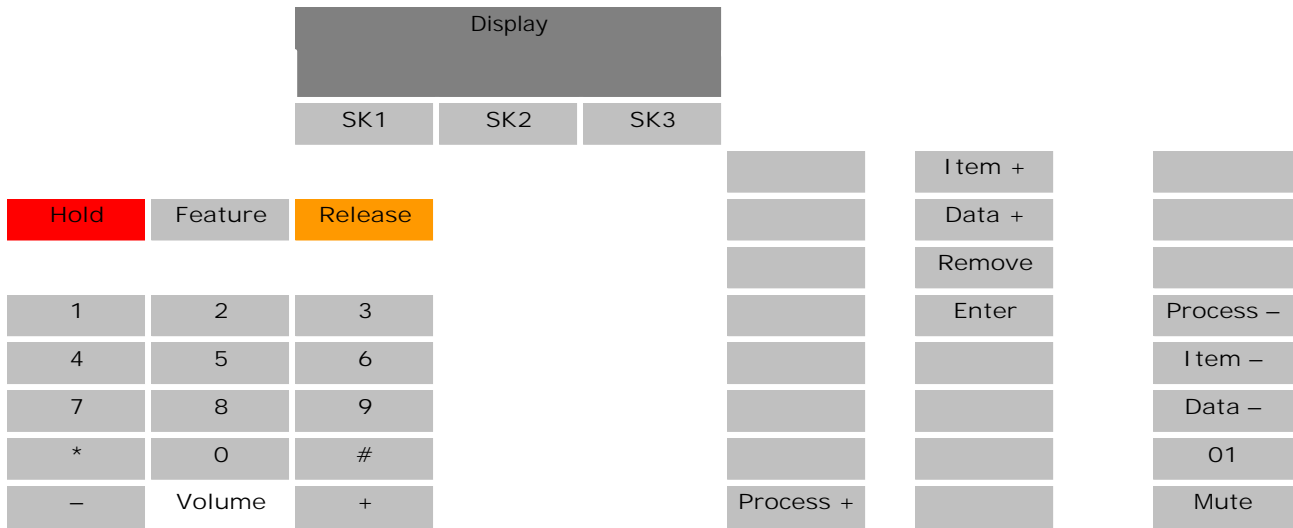 Display
SK1 SK2 SK3
Item +
Hold Feature Release Data +
Remove
1 2 3 Enter Process –
4 5 6 Item –
7 8 9 Data –
* 0 # 01
– Volume + Process + Mute